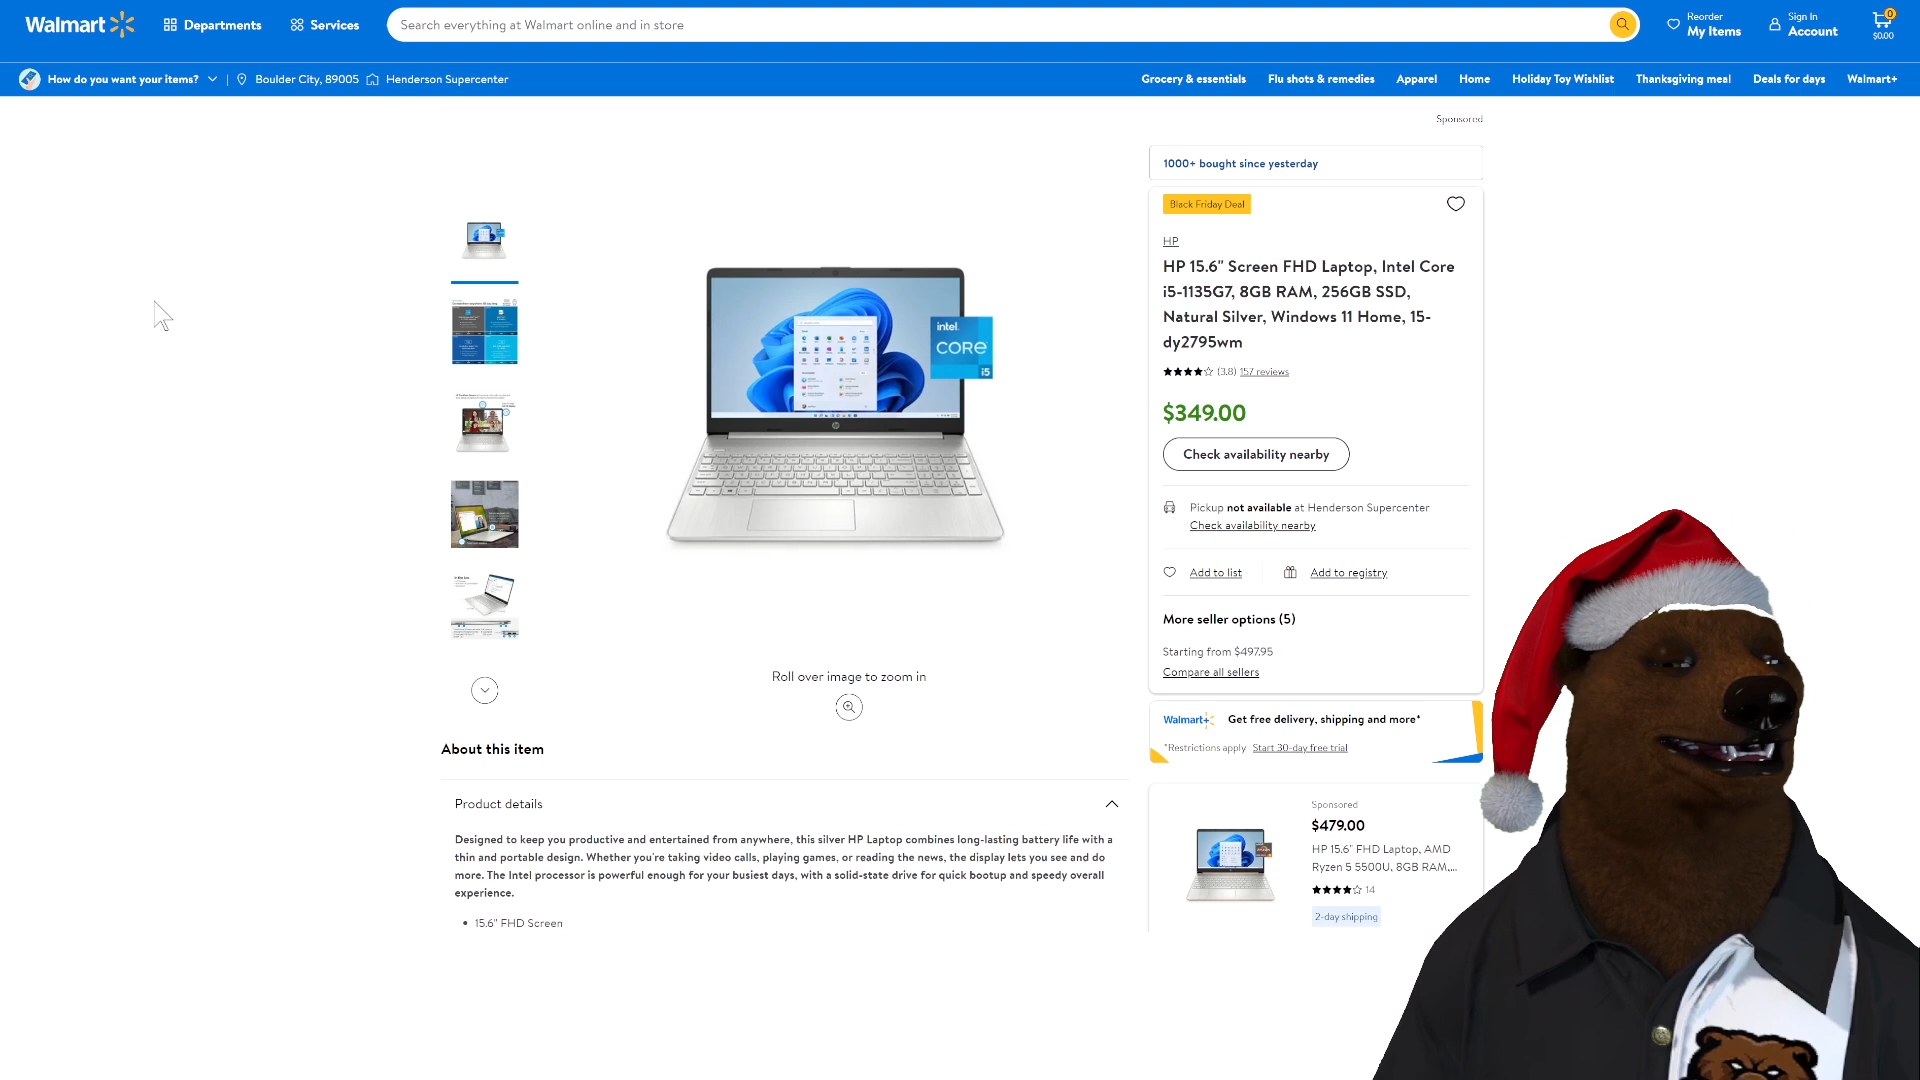 Walmart
Departments
Services
Search everything at Walmart online and in store
Reorder
My Items
Sign In
Account
0
$0.00
How do you want your items?
Boulder City, 89005
Henderson Supercenter
Grocery & essentials
Flu shots & remedies
Apparel
Home
Holiday Toy Wishlist
Thanksgiving meal
Deals for days
Walmart+
Sponsored
1000+ bought since yesterday
Black Friday Deal
HP
HP 15.6" Screen FHD Laptop, Intel Core
i5-1135G7, 8GB RAM, 256GB SSD,
Natural Silver, Windows 11 Home, 15-
dy2795wm
(3.8) 157 reviews
$349.00
Check availability nearby
Pickup not available at Henderson Supercenter
Check availability nearby
Add to list
Add to registry
More seller options (5)
Starting from $497.95
Compare all sellers
Walmart+
Get free delivery, shipping and more*
*Restrictions apply
Start 30-day free trial
Sponsored
$479.00
HP 15.6" FHD Laptop, AMD
Ryzen 5 5500U, 8GB RAM,...
14
2-day shipping
intel.
CORE
i5
hp
Roll over image to zoom in
About this item
Product details
Designed to keep you productive and entertained from anywhere, this silver HP Laptop combines long-lasting battery life with a
thin and portable design. Whether you're taking video calls, playing games, or reading the news, the display lets you see and do
more. The Intel processor is powerful enough for your busiest days, with a solid-state drive for quick bootup and speedy overall
experience.
• 15.6" FHD Screen